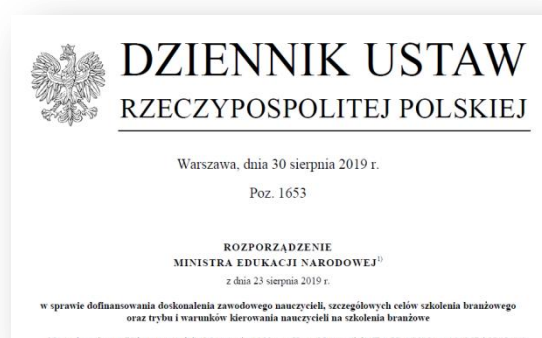 DZIENNIK USTAW
RZECZYPOSPOLITEJ POLSKIEJ
Warszawa, dnia 30 sierpnia 2019 r.
Poz. 1653
ROZPORZĄDZENIE
MINISTRA EDUKACJI NARODOWEJ¹⁾
z dnia 23 sierpnia 2019 r.
w sprawie dofinansowania doskonalenia zawodowego nauczycieli, szczegółowych celów szkolenia branżowego
oraz trybu i warunków kierowania nauczycieli na szkolenia branżowe